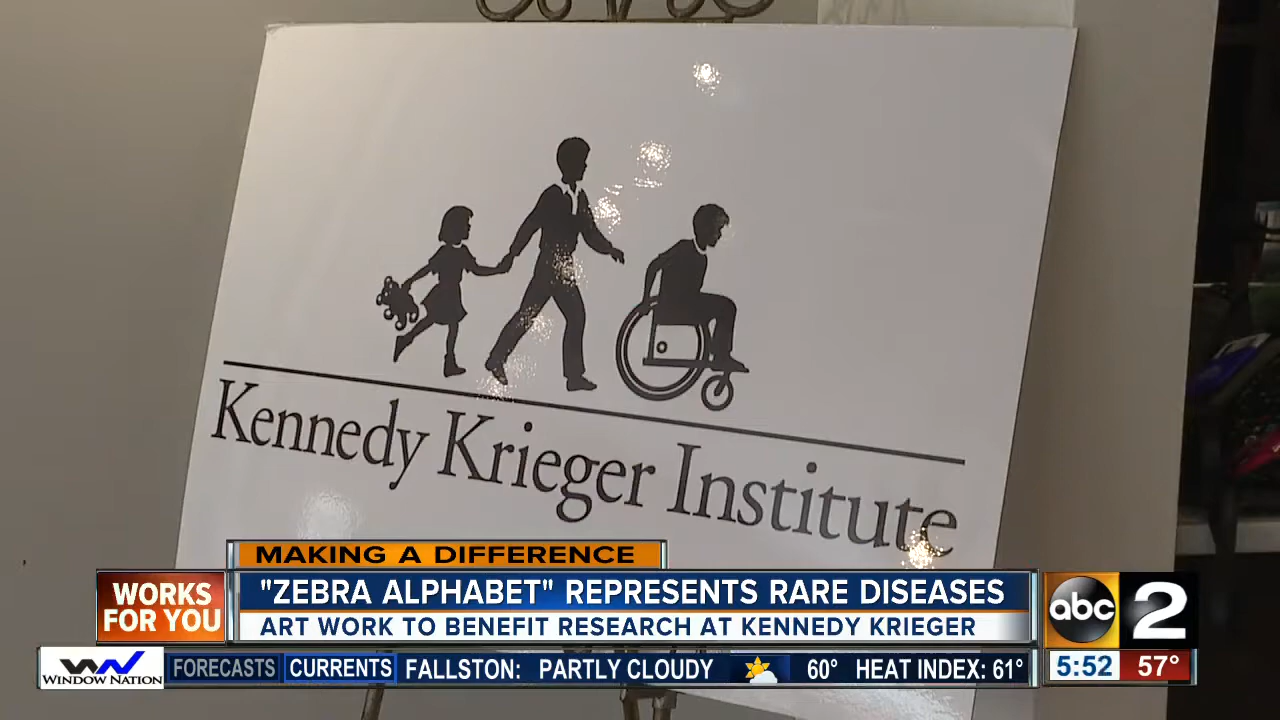 Kennedy Krieger Institute
MAKING A DIFFERENCE
WORKS
FOR YOU
"ZEBRA ALPHABET" REPRESENTS RARE DISEASES
ART WORK TO BENEFIT RESEARCH AT KENNEDY KRIEGER
abc 2
WINDOW NATION
FORECASTS CURRENTS FALLSTON: PARTLY CLOUDY 60° HEAT INDEX: 61°
5:52 57°